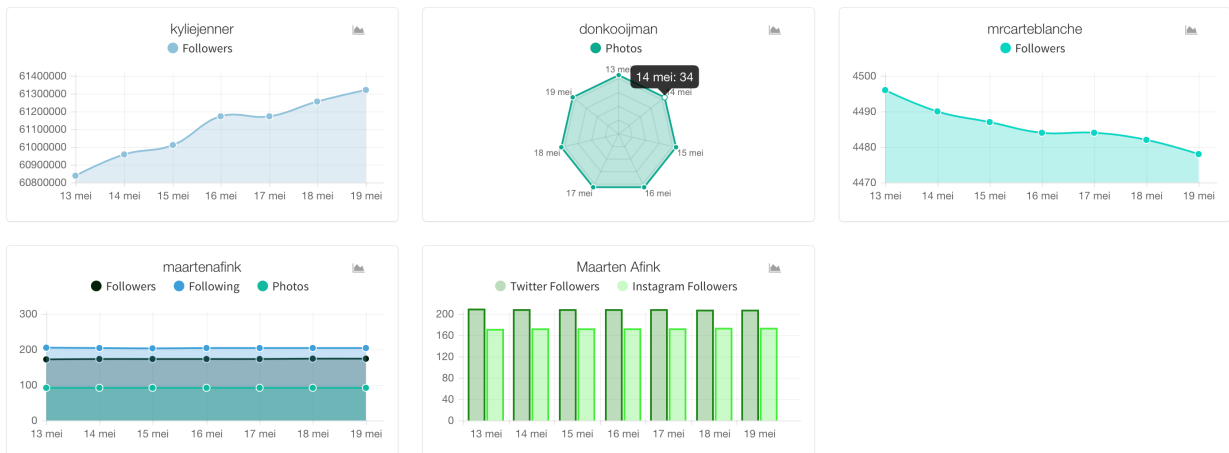 kyliejenner
Followers
61400000
61300000
61200000
61100000
61000000
60900000
60800000
13 mei 14 mei 15 mei 16 mei 17 mei 18 mei 19 mei
donkooijman
Photos
13 mei
14 mei: 34
4 mei
19 mei
18 mei
15 mei
17 mei
16 mei
mrcarteblanche
Followers
4500
4490
4480
4470
13 mei 14 mei 15 mei 16 mei 17 mei 18 mei 19 mei
maartenafink
Followers Following Photos
300
200
100
0
13 mei 14 mei 15 mei 16 mei 17 mei 18 mei 19 mei
Maarten Afink
Twitter Followers Instagram Followers
200
160
120
80
40
0
13 mei 14 mei 15 mei 16 mei 17 mei 18 mei 19 mei